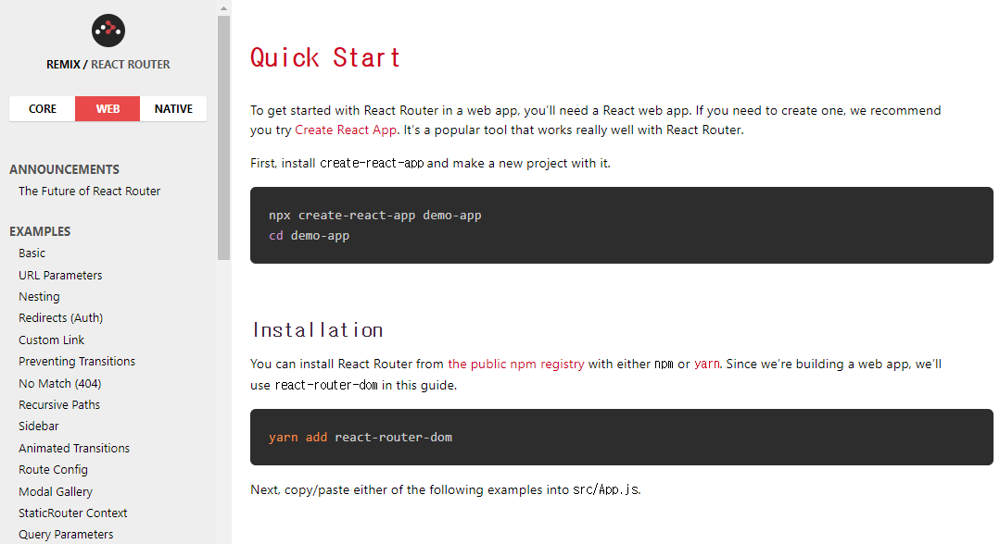 REMIX / REACT ROUTER
CORE
WEB
NATIVE
ANNOUNCEMENTS
The Future of React Router
EXAMPLES
Basic
URL Parameters
Nesting
Redirects (Auth)
Custom Link
Preventing Transitions
No Match (404)
Recursive Paths
Sidebar
Animated Transitions
Route Config
Modal Gallery
StaticRouter Context
Query Parameters
Quick Start
To get started with React Router in a web app, you’ll need a React web app. If you need to create one, we recommend
you try Create React App. It’s a popular tool that works really well with React Router.
First, install create-react-app and make a new project with it.
npx create-react-app demo-app
cd demo-app
Installation
You can install React Router from the public npm registry with either npm or yarn. Since we’re building a web app, we’ll
use react-router-dom in this guide.
yarn add react-router-dom
Next, copy/paste either of the following examples into src/App.js.